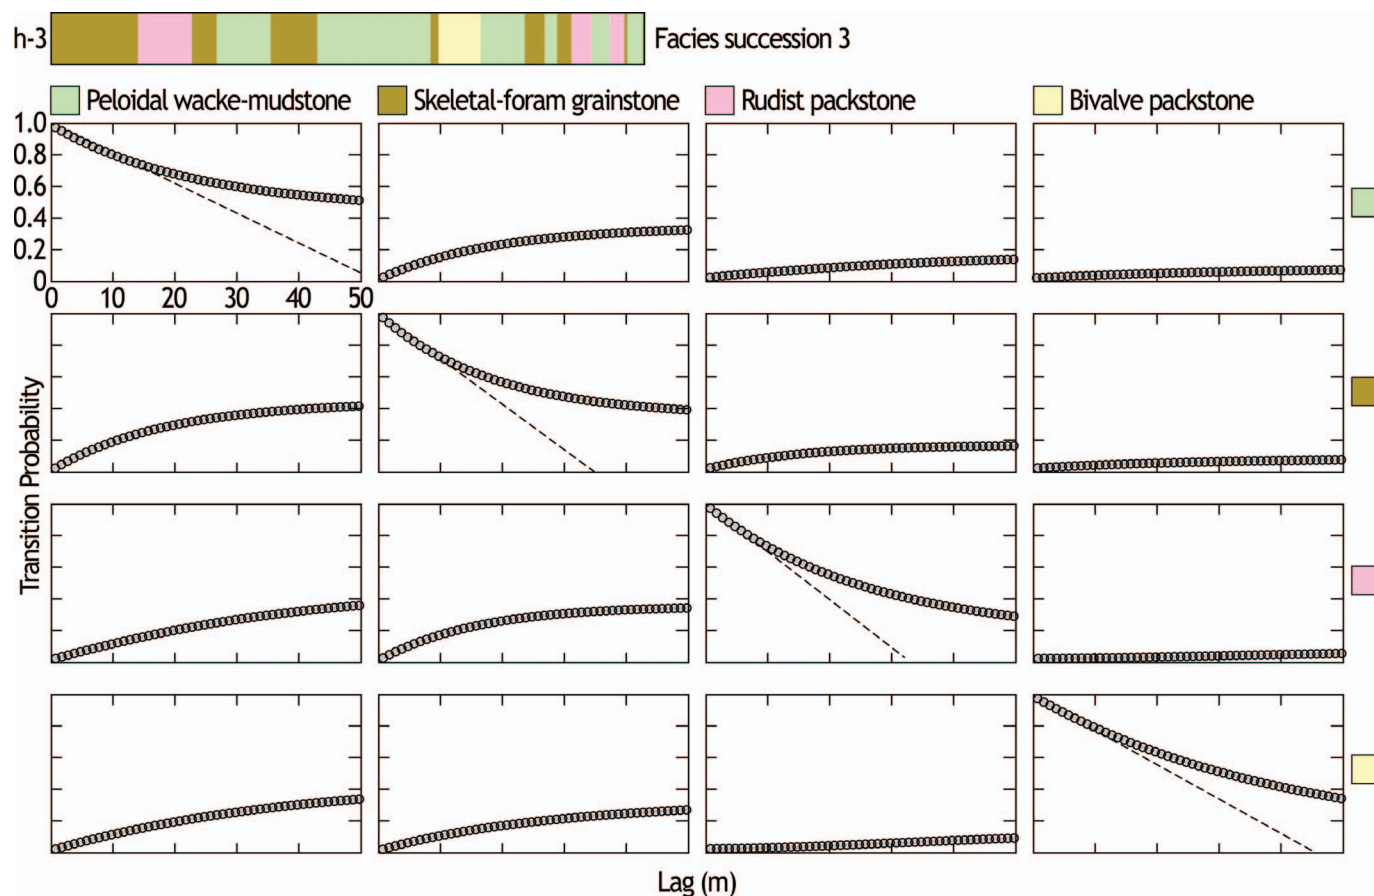 h-3 Facies succession 3
Peloidal wacke-mudstone Skeletal-foram grainstone Rudist packstone Bivalve packstone
1.0
0.8
0.6
0.4
0.2
0
0 10 20 30 40 50
Transition Probability
Lag (m)